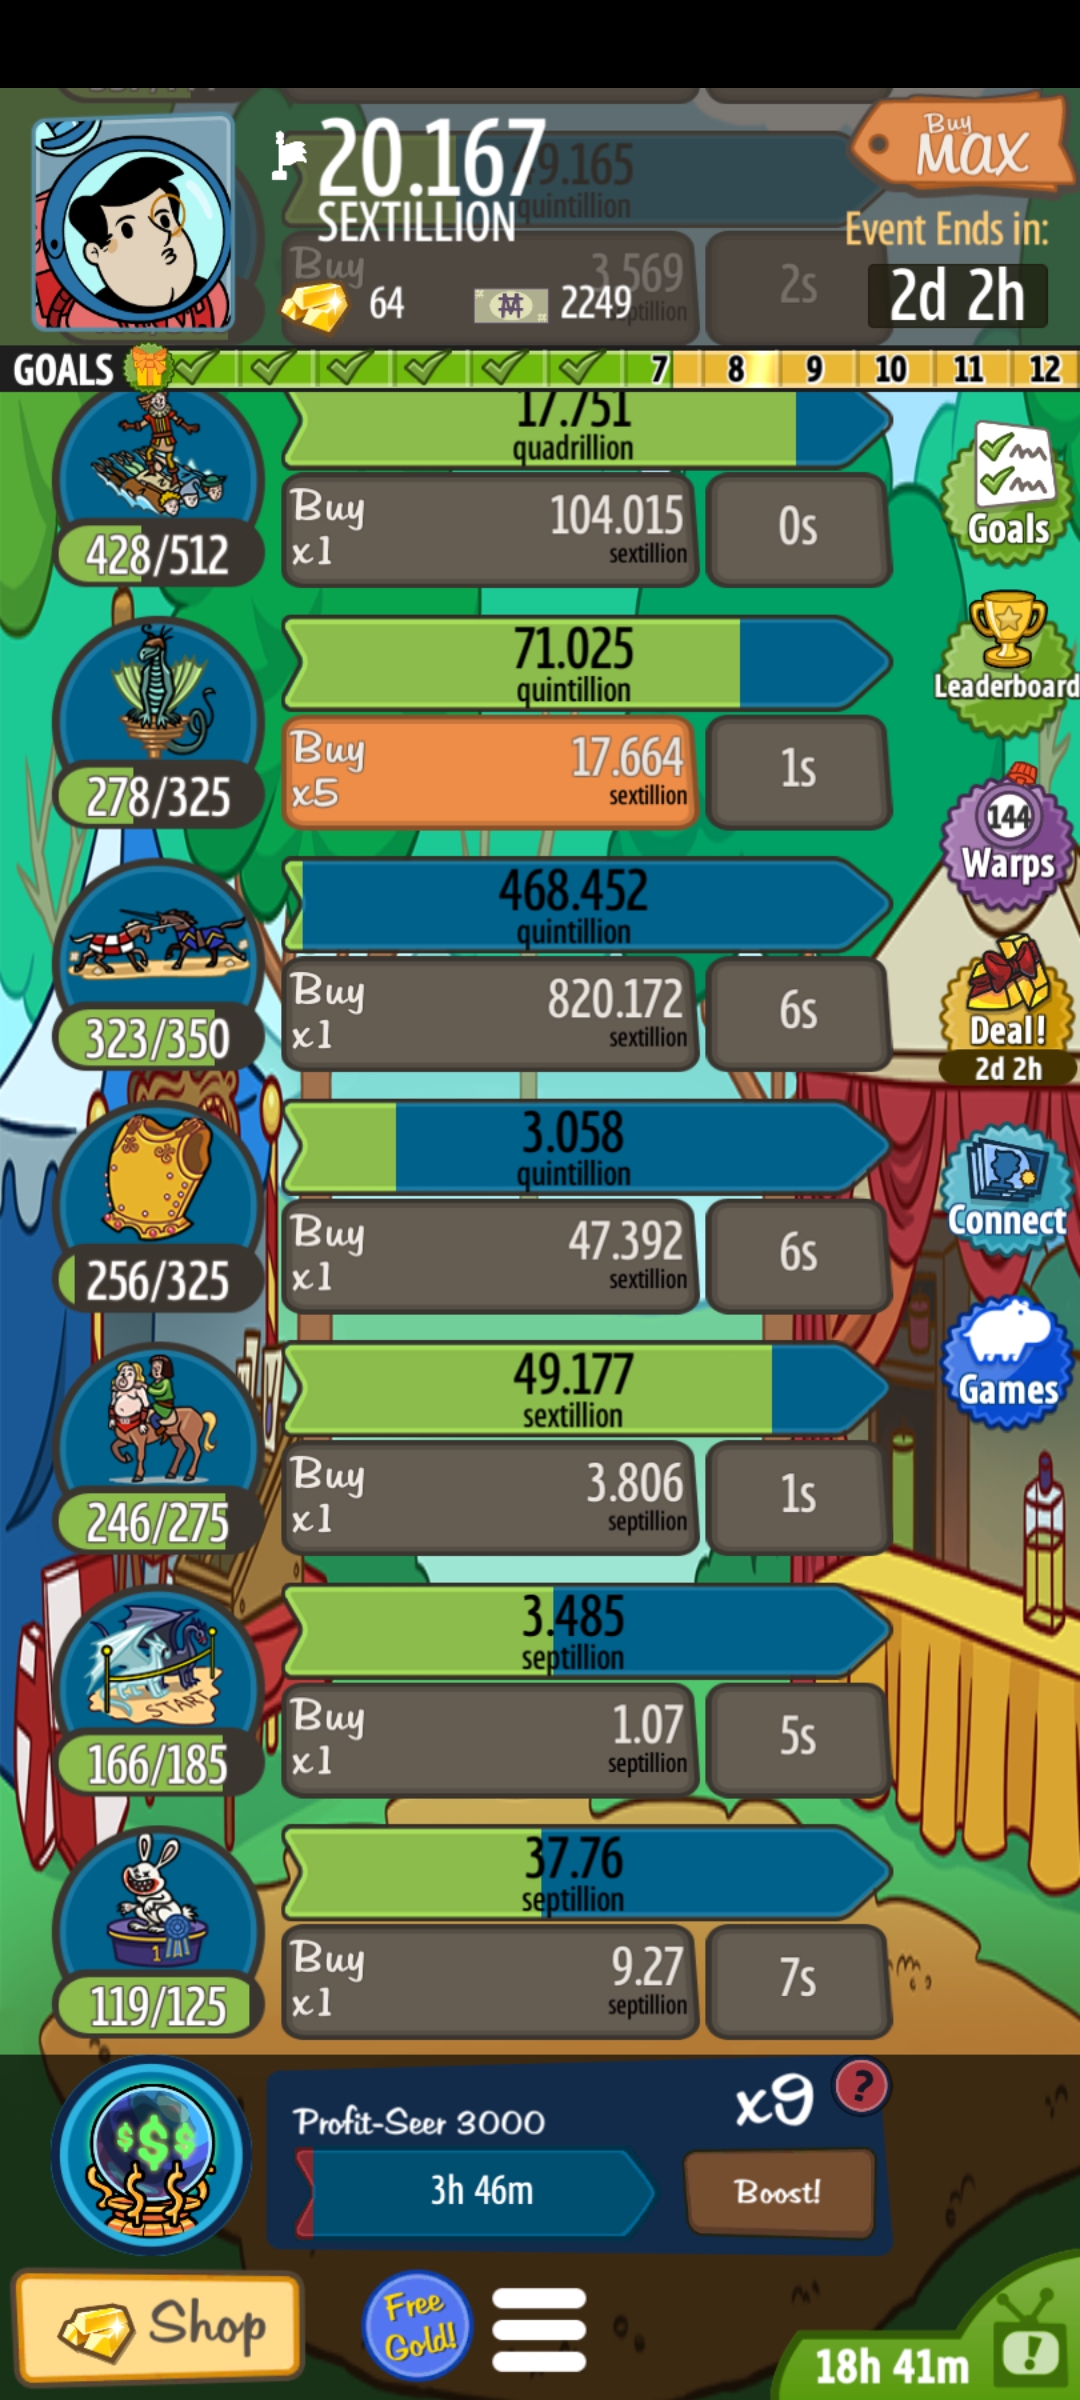 20.167
SEXTILLION
49.165
quintillion
Buy
MAX
Event Ends in:
2d 2h
Buy
3.569
2s
64
2249
GOALS
7
8
9
10
11
12
17.751
quadrillion
428/512
Buy
x1
104.015
sextillion
0s
Goals
71.025
quintillion
278/325
Buy
x5
17.664
sextillion
1s
Leaderboard
144
Warps
468.452
quintillion
323/350
Buy
x1
820.172
sextillion
6s
Deal!
2d 2h
3.058
quintillion
256/325
Buy
x1
47.392
sextillion
6s
Connect
49.177
sextillion
246/275
Buy
x1
3.806
septillion
1s
Games
3.485
septillion
START
166/185
Buy
x1
1.07
septillion
5s
37.76
septillion
1
119/125
Buy
x1
9.27
septillion
7s
$$$
Profit-Seer 3000
x9
?
3h 46m
Boost!
Shop
Free
Gold!
18h 41m
!